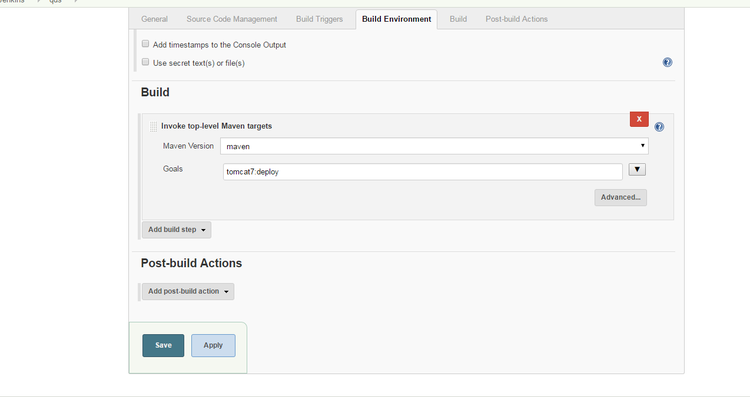 General Source Code Management Build Triggers Build Environment Build Post-build Actions
Add timestamps to the Console Output
Use secret text(s) or file(s)
Build
Invoke top-level Maven targets X
Maven Version maven
Goals tomcat7:deploy
Advanced...
Add build step
Post-build Actions
Add post-build action
Save Apply